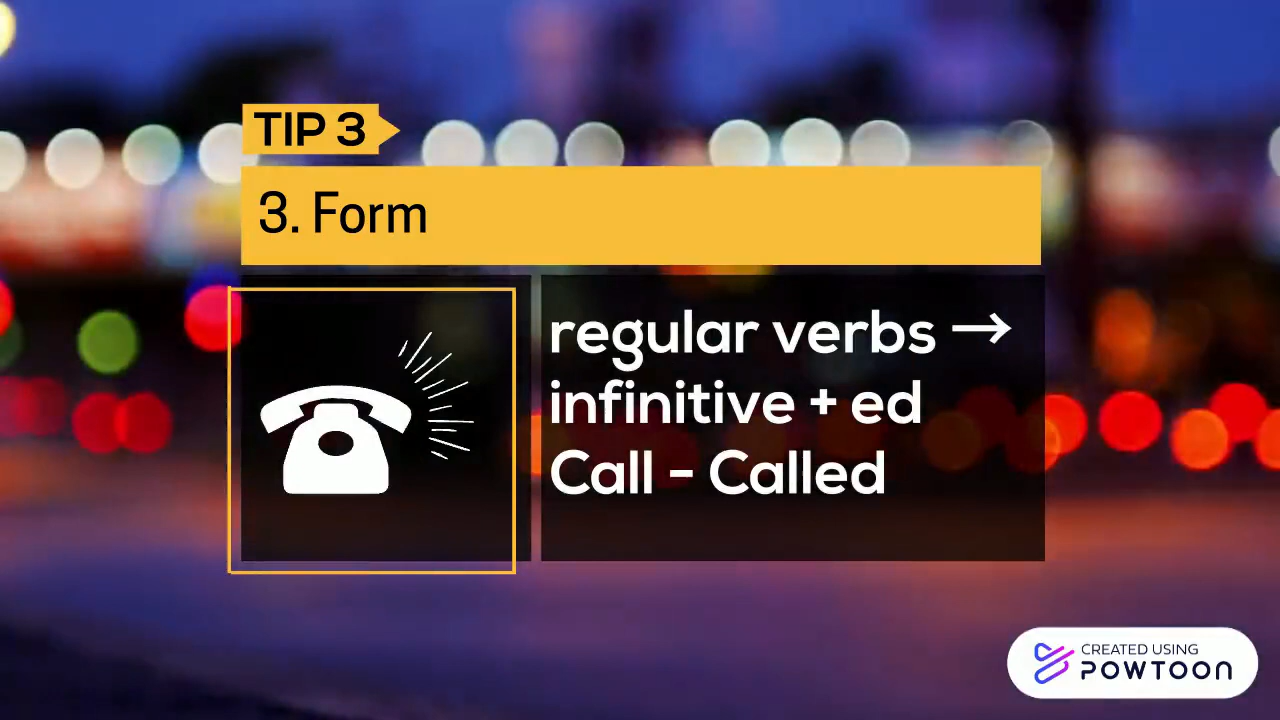 TIP 3
3. Form
regular verbs →
infinitive + ed
Call - Called
CREATED USING
POWTOON